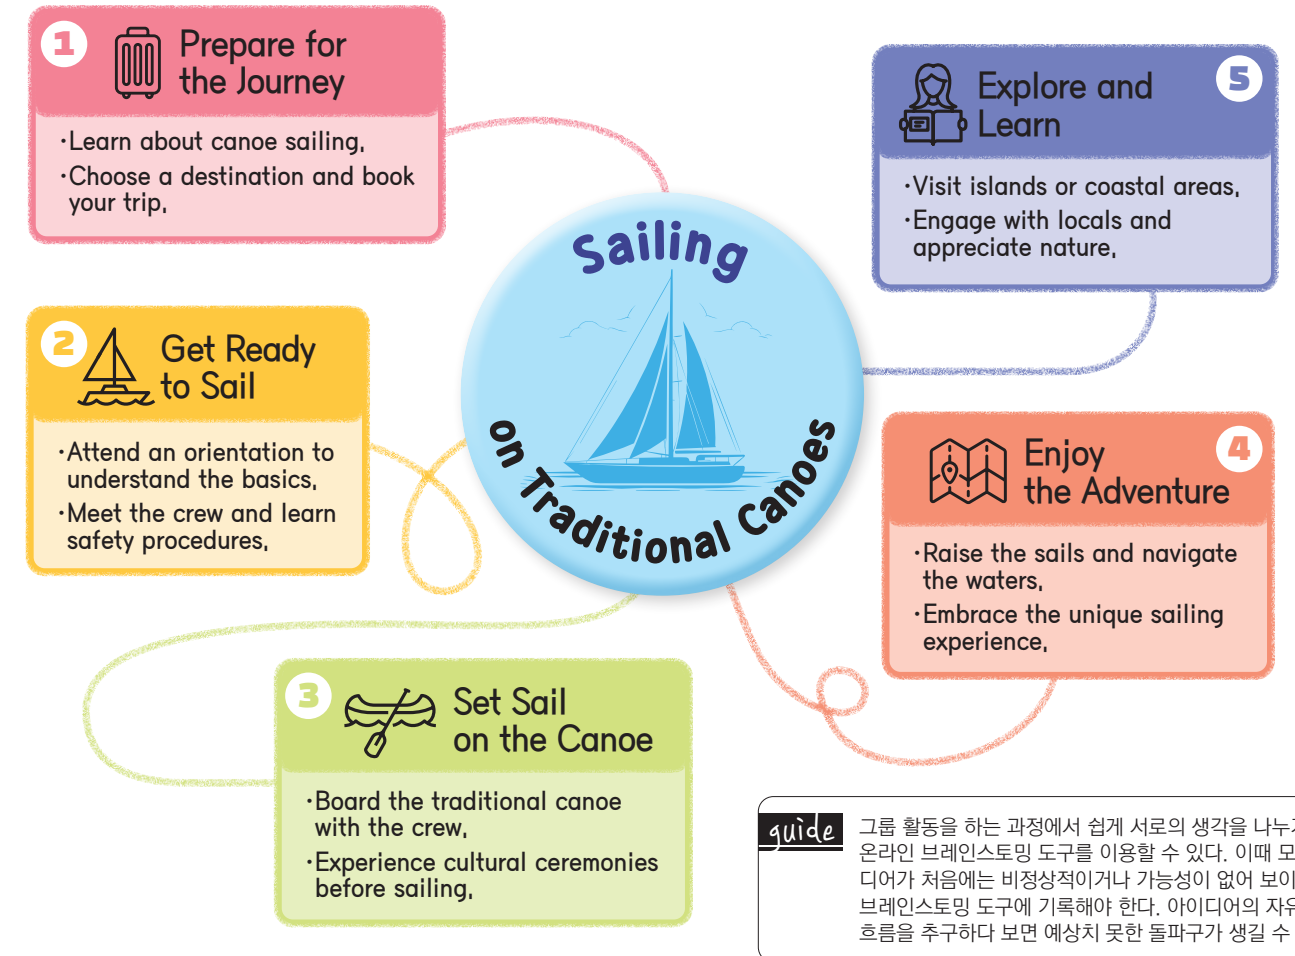 1
Prepare for
the Journey
·Learn about canoe sailing.
·Choose a destination and book
your trip.
2
Get Ready
to Sail
·Attend an orientation to
understand the basics.
·Meet the crew and learn
safety procedures.
3
Set Sail
on the Canoe
·Board the traditional canoe
with the crew.
·Experience cultural ceremonies
before sailing.
Sailing
on Traditional Canoes
5
Explore and
Learn
·Visit islands or coastal areas.
·Engage with locals and
appreciate nature.
4
Enjoy
the Adventure
·Raise the sails and navigate
the waters.
·Embrace the unique sailing
experience.
guide
그룹 활동을 하는 과정에서 쉽게 서로의 생각을 나누
온라인 브레인스토밍 도구를 이용할 수 있다. 이때 모
디어가 처음에는 비정상적이거나 가능성이 없어 보이
브레인스토밍 도구에 기록해야 한다. 아이디어의 자유
흐름을 추구하다 보면 예상치 못한 돌파구가 생길 수